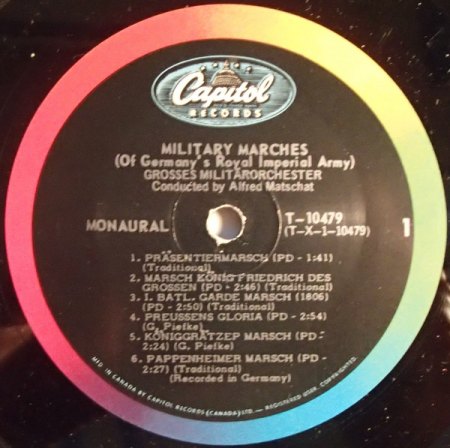 Capitol
RECORDS
MILITARY MARCHES
(Of Germany's Royal Imperial Army)
GROSSES MILITÄRORCHESTER
Conducted by Alfred Matschat
MONAURAL
T-10479
(T-X-1-10479)
1
1. PRÄSENTIERMARSCH (PD - 1:41)
(Traditional)
2. MARSCH KÖNIG FRIEDRICH DES
GROSSEN (PD - 2:46) (Traditional)
3. I. BATL. GARDE MARSCH (1806)
(PD - 2:50) (Traditional)
4. PREUSSENS GLORIA (PD - 2:54)
(G. Piefke)
5. KÖNIGGRÄTZEP MARSCH (PD -
2:24) (G. Piefke)
6. PAPPENHEIMER MARSCH (PD -
2:27) (Traditional)
(Recorded in Germany)
MFD. IN CANADA BY CAPITOL RECORDS (CANADA) LTD. — REGISTERED USER. COPYRIGHTED